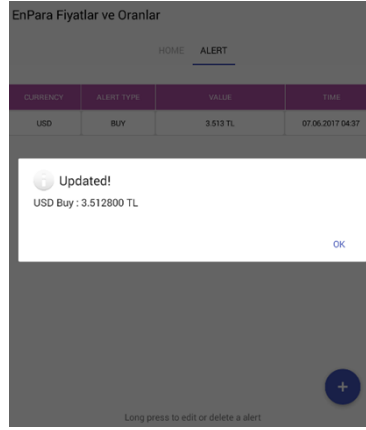 EnPara Fiyatlar ve Oranlar
HOME ALERT
CURRENCY ALERT TYPE VALUE TIME
USD BUY 3.513 TL 07.06.2017 04:37
Updated!
USD Buy : 3.512800 TL
OK
+
Long press to edit or delete a alert